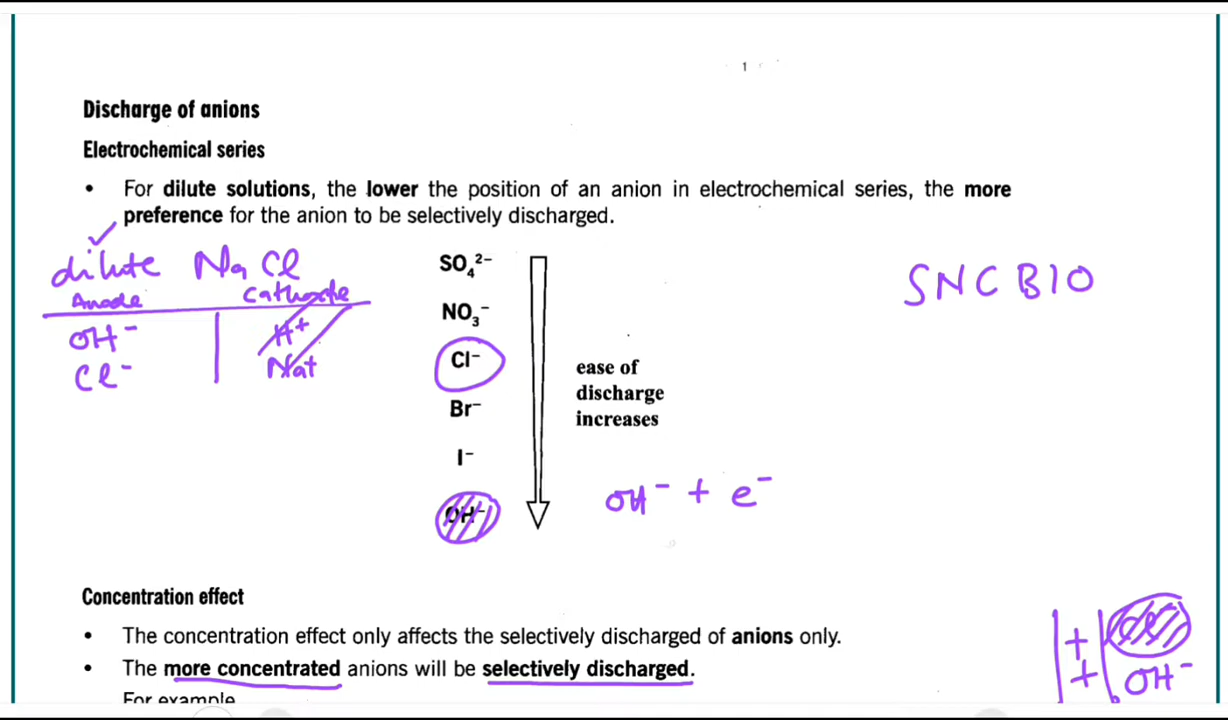 1
Discharge of anions
Electrochemical series
• For dilute solutions, the lower the position of an anion in electrochemical series, the more
preference for the anion to be selectively discharged.
✓
dilute NaCl
Anode Cathode
OH⁻ H⁺
Cl⁻ Na⁺
SO₄²⁻
NO₃⁻
Cl⁻
Br⁻
I⁻
OH⁻
ease of
discharge
increases
SNCBIO
OH⁻ + e⁻
Concentration effect
• The concentration effect only affects the selectively discharged of anions only.
• The more concentrated anions will be selectively discharged.
For example
+
+ OH⁻